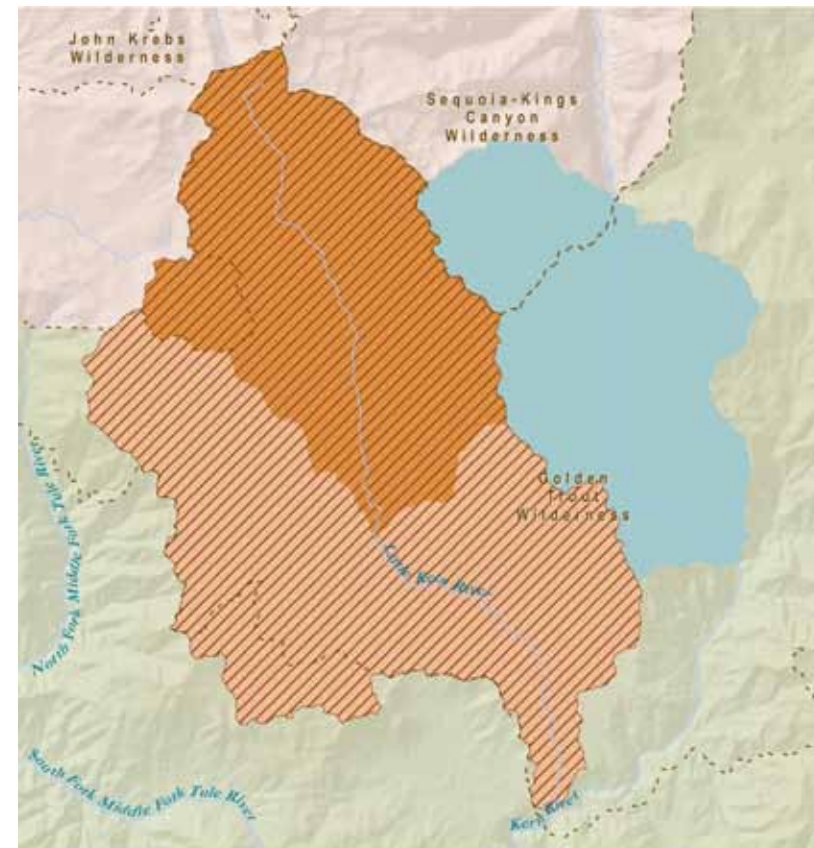 John Krebs
Wilderness
Sequoia-Kings
Canyon
Wilderness
Golden
Trout
Wilderness
Little Kern River
North Fork Middle Fork Tule River
South Fork Middle Fork Tule River
Kern River